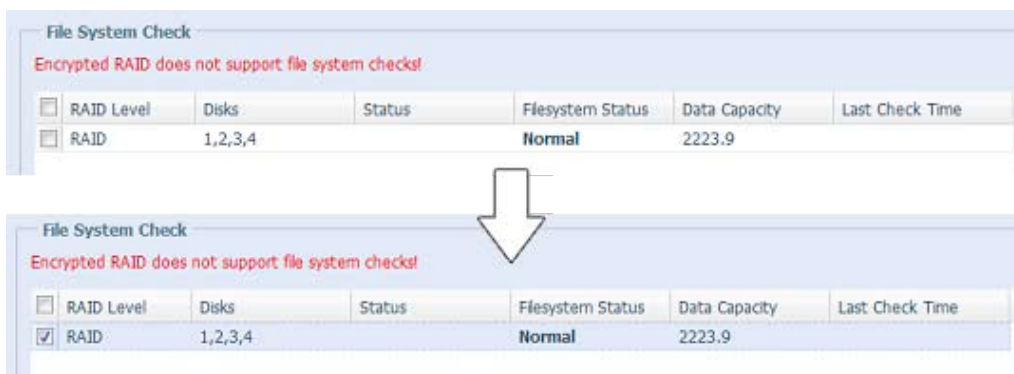 File System Check
Encrypted RAID does not support file system checks!
RAID Level Disks Status Filesystem Status Data Capacity Last Check Time
RAID 1,2,3,4 Normal 2223.9
File System Check
Encrypted RAID does not support file system checks!
RAID Level Disks Status Filesystem Status Data Capacity Last Check Time
RAID 1,2,3,4 Normal 2223.9